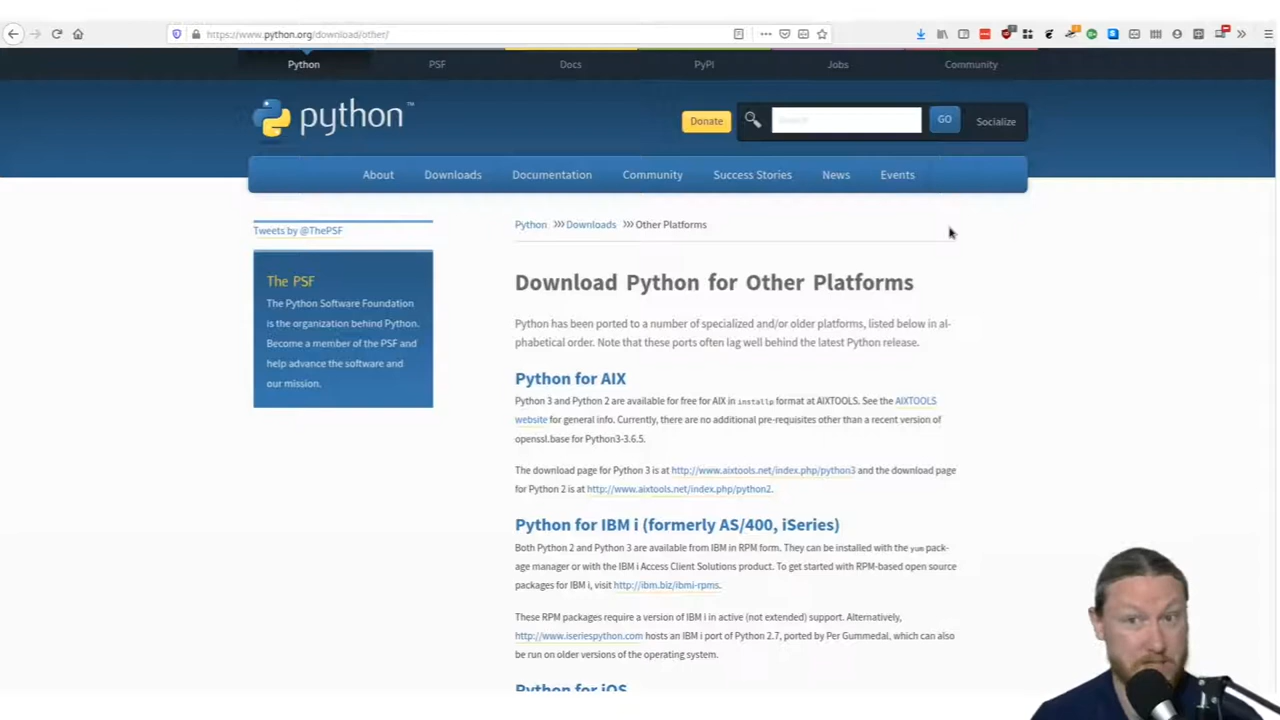 https://www.python.org/download/other/
Python PSF Docs PyPI Jobs Community
python™
Donate
GO
Socialize
About Downloads Documentation Community Success Stories News Events
Tweets by @ThePSF
The PSF
The Python Software Foundation
is the organization behind Python.
Become a member of the PSF and
help advance the software and
our mission.
Python >>> Downloads >>> Other Platforms
Download Python for Other Platforms
Python has been ported to a number of specialized and/or older platforms, listed below in al-
phabetical order. Note that these ports often lag well behind the latest Python release.
Python for AIX
Python 3 and Python 2 are available for free for AIX in installp format at AIXTOOLS. See the AIXTOOLS
website for general info. Currently, there are no additional pre-requisites other than a recent version of
openssl.base for Python3-3.6.5.
The download page for Python 3 is at http://www.aixtools.net/index.php/python3 and the download page
for Python 2 is at http://www.aixtools.net/index.php/python2.
Python for IBM i (formerly AS/400, iSeries)
Both Python 2 and Python 3 are available from IBM in RPM form. They can be installed with the yum pack-
age manager or with the IBM i Access Client Solutions product. To get started with RPM-based open source
packages for IBM i, visit http://ibm.biz/ibmi-rpms.
These RPM packages require a version of IBM i in active (not extended) support. Alternatively,
http://www.iseriespython.com hosts an IBM i port of Python 2.7, ported by Per Gummedal, which can also
be run on older versions of the operating system.
Python for iOS